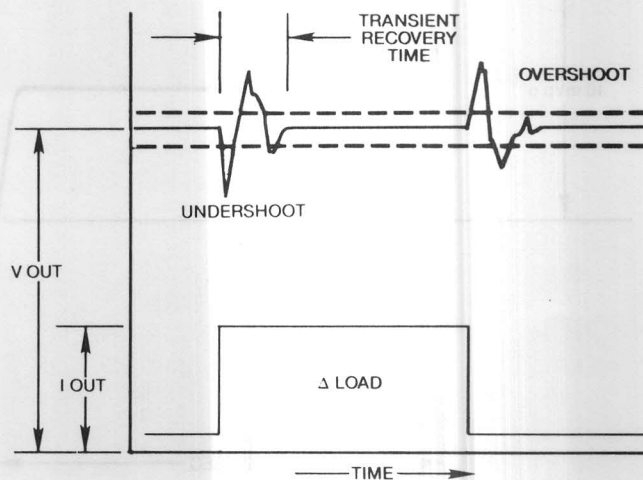 TRANSIENT
RECOVERY
TIME
OVERSHOOT
UNDERSHOOT
V OUT
I OUT
Δ LOAD
TIME